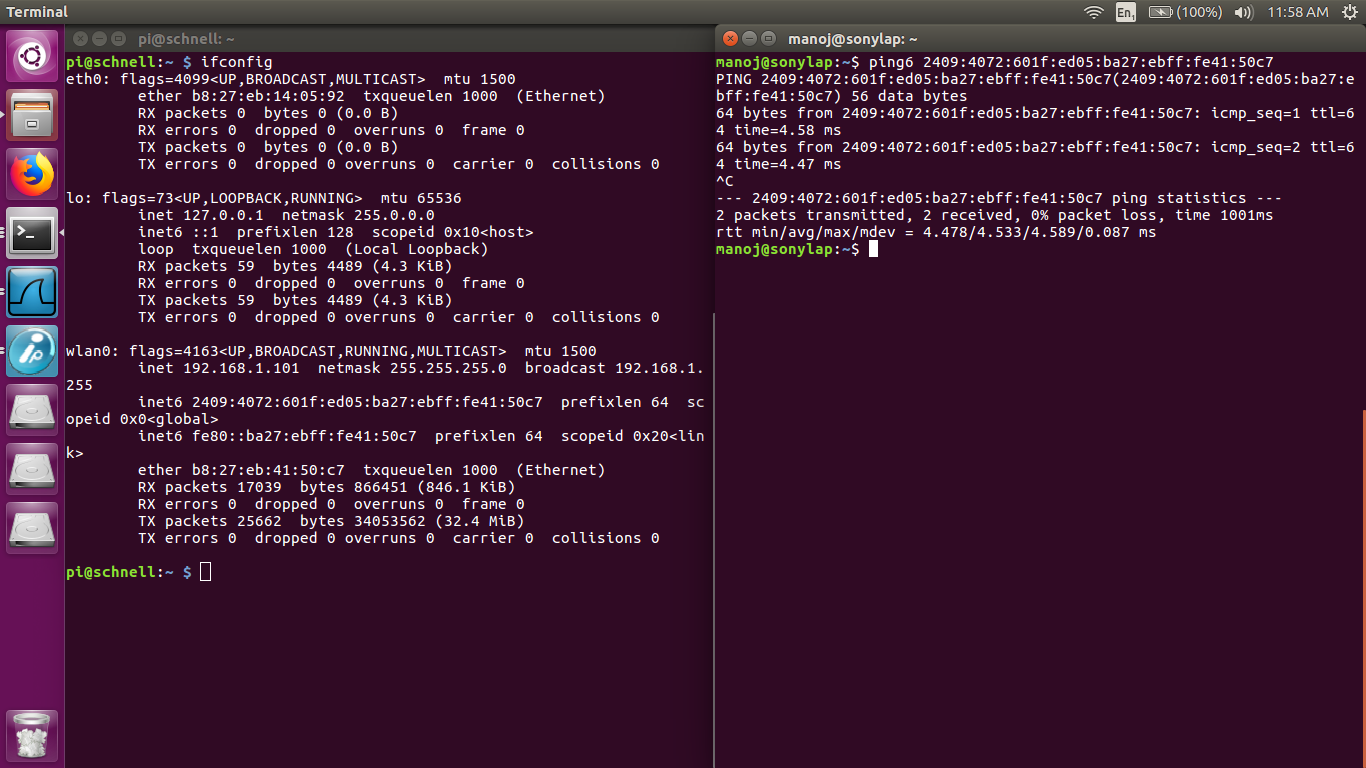 Terminal
En1
(100%)
11:58 AM
pi@schnell: ~
pi@schnell:~ $ ifconfig
eth0: flags=4099<UP,BROADCAST,MULTICAST>  mtu 1500
        ether b8:27:eb:14:05:92  txqueuelen 1000  (Ethernet)
        RX packets 0  bytes 0 (0.0 B)
        RX errors 0  dropped 0  overruns 0  frame 0
        TX packets 0  bytes 0 (0.0 B)
        TX errors 0  dropped 0 overruns 0  carrier 0  collisions 0
lo: flags=73<UP,LOOPBACK,RUNNING>  mtu 65536
        inet 127.0.0.1  netmask 255.0.0.0
        inet6 ::1  prefixlen 128  scopeid 0x10<host>
        loop  txqueuelen 1000  (Local Loopback)
        RX packets 59  bytes 4489 (4.3 KiB)
        RX errors 0  dropped 0  overruns 0  frame 0
        TX packets 59  bytes 4489 (4.3 KiB)
        TX errors 0  dropped 0 overruns 0  carrier 0  collisions 0
wlan0: flags=4163<UP,BROADCAST,RUNNING,MULTICAST>  mtu 1500
        inet 192.168.1.101  netmask 255.255.255.0  broadcast 192.168.1.
255
        inet6 2409:4072:601f:ed05:ba27:ebff:fe41:50c7  prefixlen 64  sc
opeid 0x0<global>
        inet6 fe80::ba27:ebff:fe41:50c7  prefixlen 64  scopeid 0x20<lin
k>
        ether b8:27:eb:41:50:c7  txqueuelen 1000  (Ethernet)
        RX packets 17039  bytes 866451 (846.1 KiB)
        RX errors 0  dropped 0  overruns 0  frame 0
        TX packets 25662  bytes 34053562 (32.4 MiB)
        TX errors 0  dropped 0 overruns 0  carrier 0  collisions 0
pi@schnell:~ $
manoj@sonylap: ~
manoj@sonylap:~$ ping6 2409:4072:601f:ed05:ba27:ebff:fe41:50c7
PING 2409:4072:601f:ed05:ba27:ebff:fe41:50c7(2409:4072:601f:ed05:ba27:e
bff:fe41:50c7) 56 data bytes
64 bytes from 2409:4072:601f:ed05:ba27:ebff:fe41:50c7: icmp_seq=1 ttl=6
4 time=4.58 ms
64 bytes from 2409:4072:601f:ed05:ba27:ebff:fe41:50c7: icmp_seq=2 ttl=6
4 time=4.47 ms
^C
--- 2409:4072:601f:ed05:ba27:ebff:fe41:50c7 ping statistics ---
2 packets transmitted, 2 received, 0% packet loss, time 1001ms
rtt min/avg/max/mdev = 4.478/4.533/4.589/0.087 ms
manoj@sonylap:~$
ip